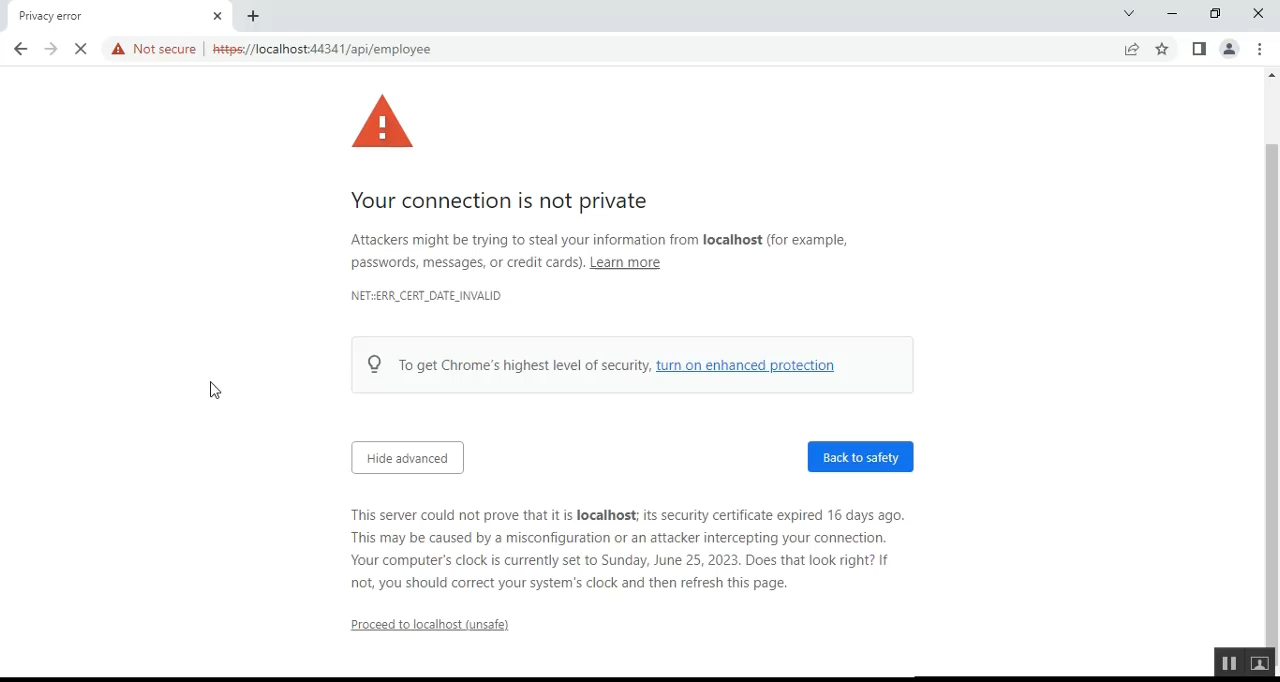 Privacy error
Not secure | https://localhost:44341/api/employee
Your connection is not private
Attackers might be trying to steal your information from localhost (for example,
passwords, messages, or credit cards). Learn more
NET::ERR_CERT_DATE_INVALID
To get Chrome's highest level of security, turn on enhanced protection
Hide advanced
Back to safety
This server could not prove that it is localhost; its security certificate expired 16 days ago.
This may be caused by a misconfiguration or an attacker intercepting your connection.
Your computer's clock is currently set to Sunday, June 25, 2023. Does that look right? If
not, you should correct your system's clock and then refresh this page.
Proceed to localhost (unsafe)